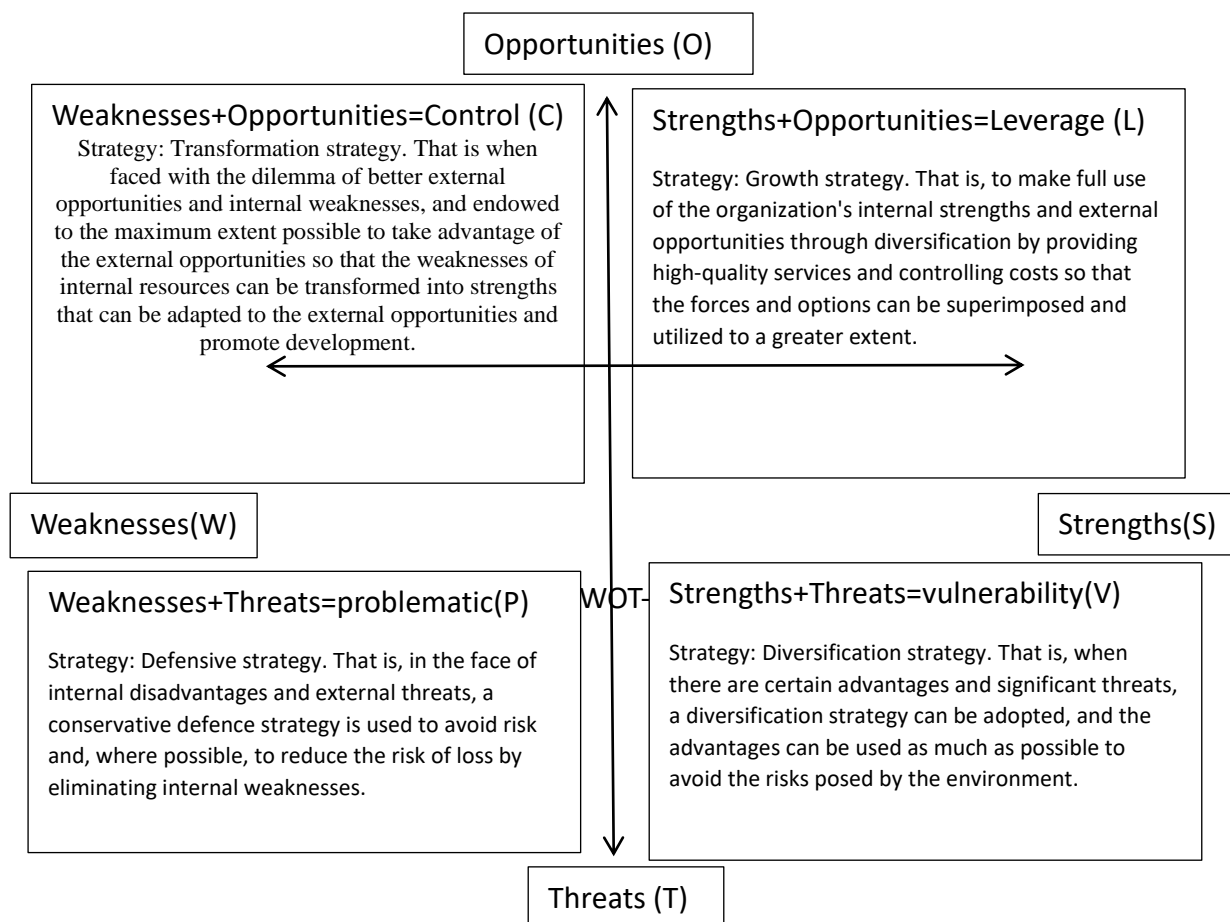 Opportunities (O)
Weaknesses+Opportunities=Control (C)
Strategy: Transformation strategy. That is when
faced with the dilemma of better external
opportunities and internal weaknesses, and endowed
to the maximum extent possible to take advantage of
the external opportunities so that the weaknesses of
internal resources can be transformed into strengths
that can be adapted to the external opportunities and
promote development.
Strengths+Opportunities=Leverage (L)
Strategy: Growth strategy. That is, to make full use
of the organization's internal strengths and external
opportunities through diversification by providing
high-quality services and controlling costs so that
the forces and options can be superimposed and
utilized to a greater extent.
Weaknesses(W)
Strengths(S)
Weaknesses+Threats=problematic(P)
Strategy: Defensive strategy. That is, in the face of
internal disadvantages and external threats, a
conservative defence strategy is used to avoid risk
and, where possible, to reduce the risk of loss by
eliminating internal weaknesses.
WOT-
Strengths+Threats=vulnerability(V)
Strategy: Diversification strategy. That is, when
there are certain advantages and significant threats,
a diversification strategy can be adopted, and the
advantages can be used as much as possible to
avoid the risks posed by the environment.
Threats (T)